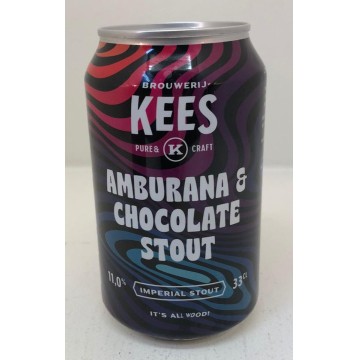 BROUWERIJ
KEES
PURE & K CRAFT
AMBURANA &
CHOCOLATE
STOUT
11,0% 33CL
IMPERIAL STOUT
IT'S ALL WOOD!